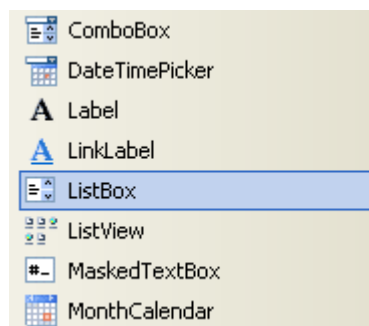 ComboBox
DateTimePicker
A Label
A LinkLabel
ListBox
ListView
#_ MaskedTextBox
MonthCalendar